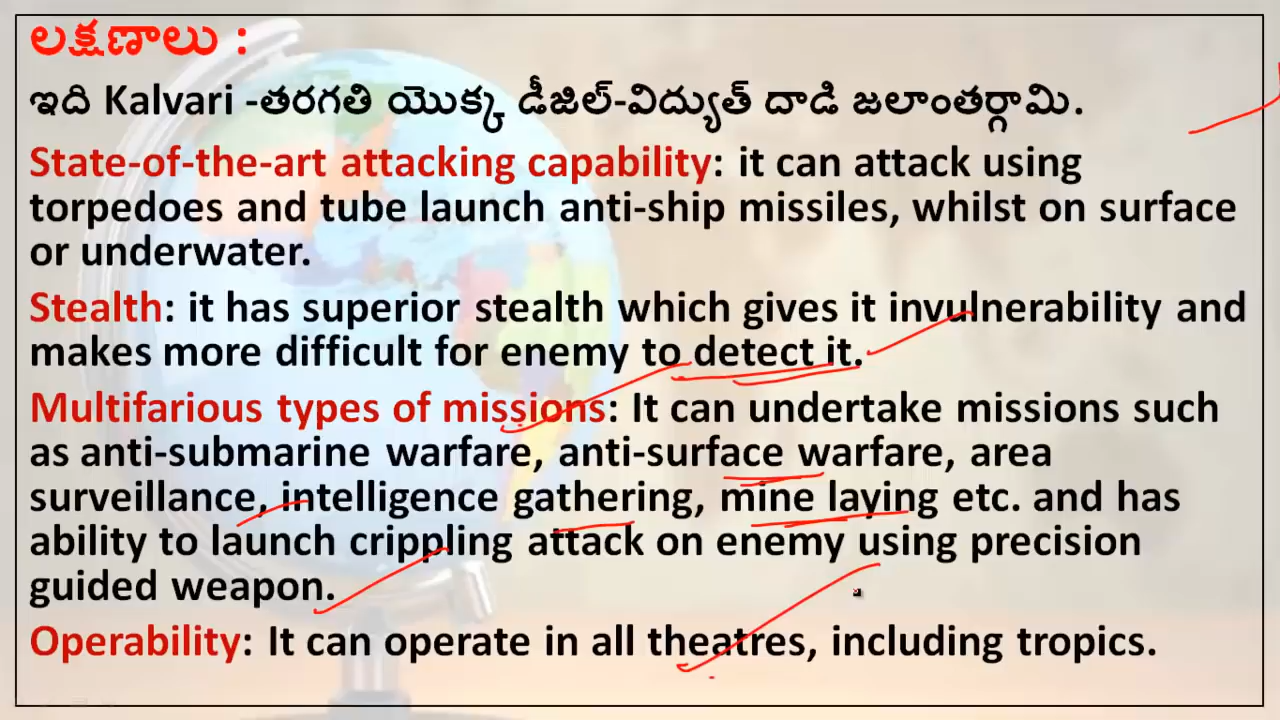 లక్షణాలు :
ఇది Kalvari -తరగతి యొక్క డీజిల్-విద్యుత్ దాడి జలాంతర్గామి.
State-of-the-art attacking capability: it can attack using
torpedoes and tube launch anti-ship missiles, whilst on surface
or underwater.
Stealth: it has superior stealth which gives it invulnerability and
makes more difficult for enemy to detect it.
Multifarious types of missions: It can undertake missions such
as anti-submarine warfare, anti-surface warfare, area
surveillance, intelligence gathering, mine laying etc. and has
ability to launch crippling attack on enemy using precision
guided weapon.
Operability: It can operate in all theatres, including tropics.